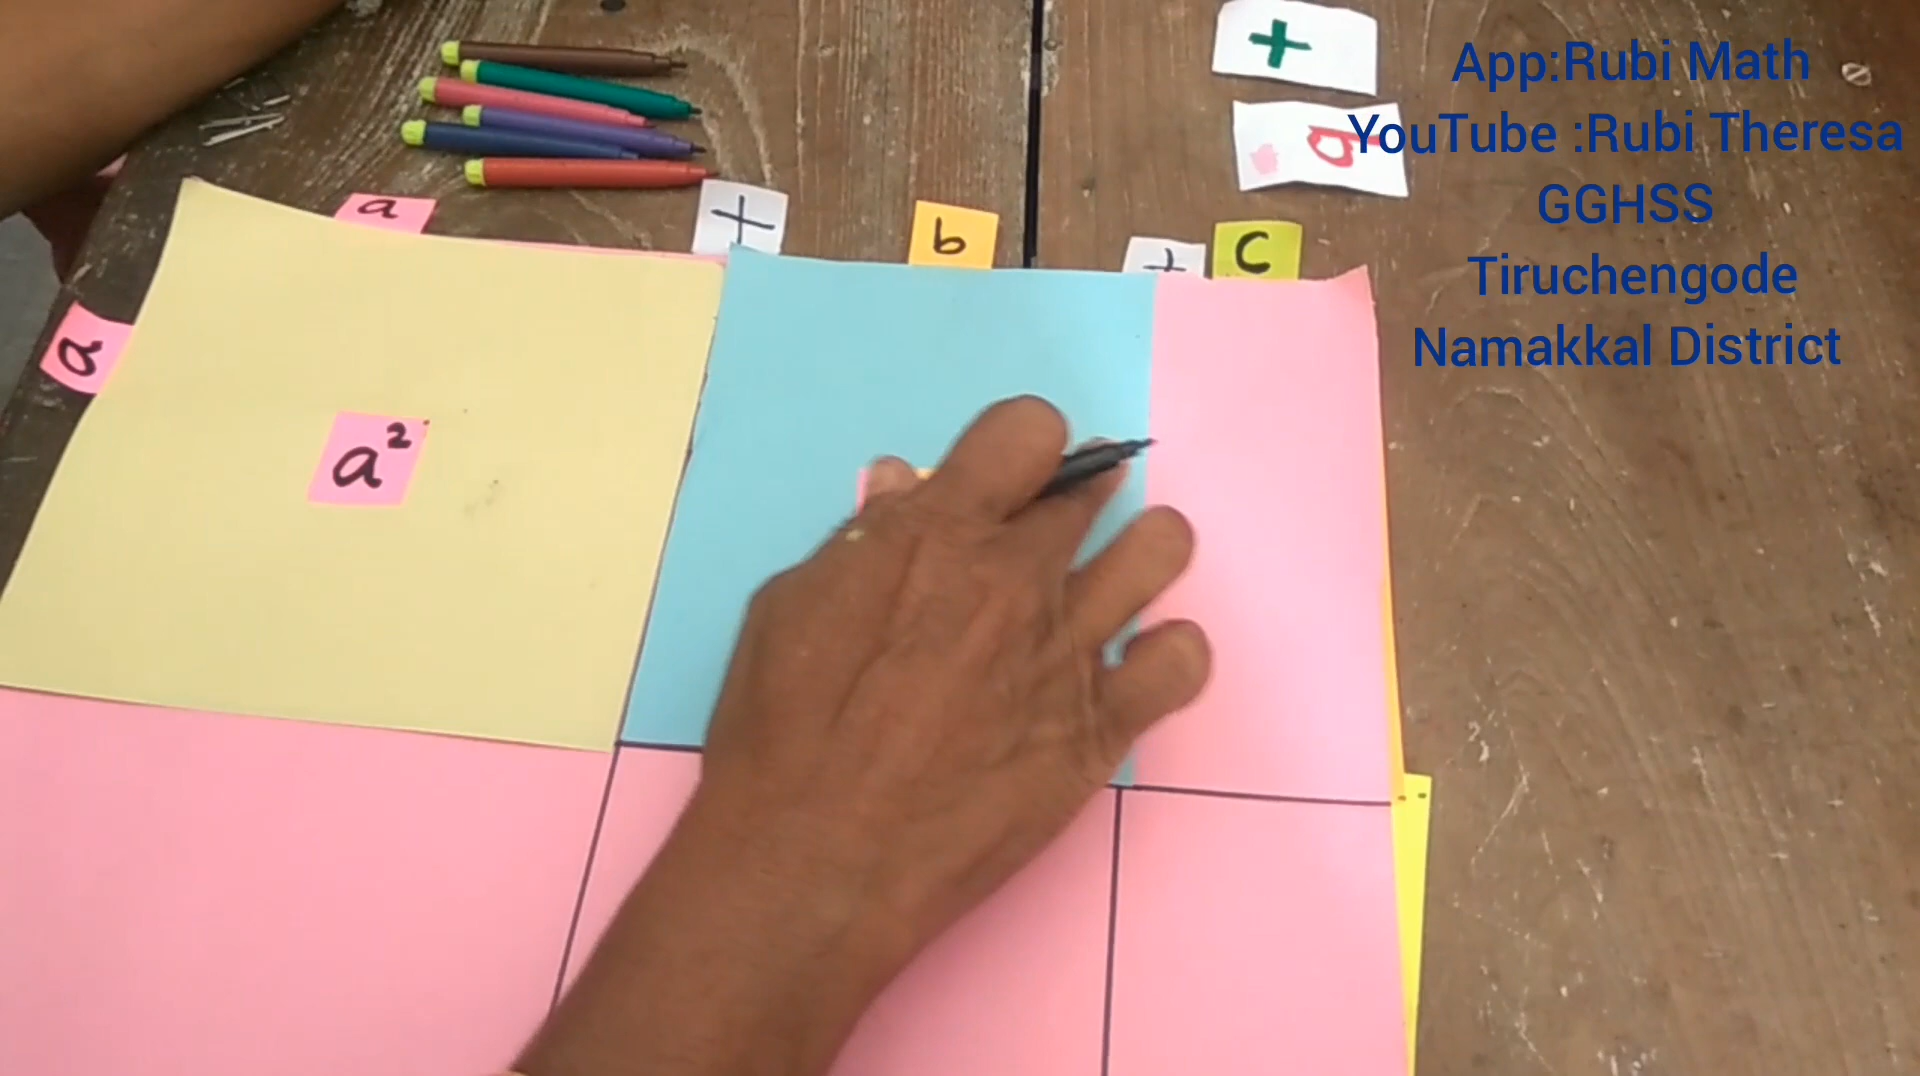 App:Rubi Math
YouTube :Rubi Theresa
GGHSS
Tiruchengode
Namakkal District
+
a
a + b + c
a
a²